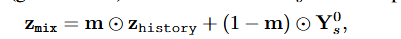 z_mix = m ⊙ z_history + (1 − m) ⊙ Y_s^0,